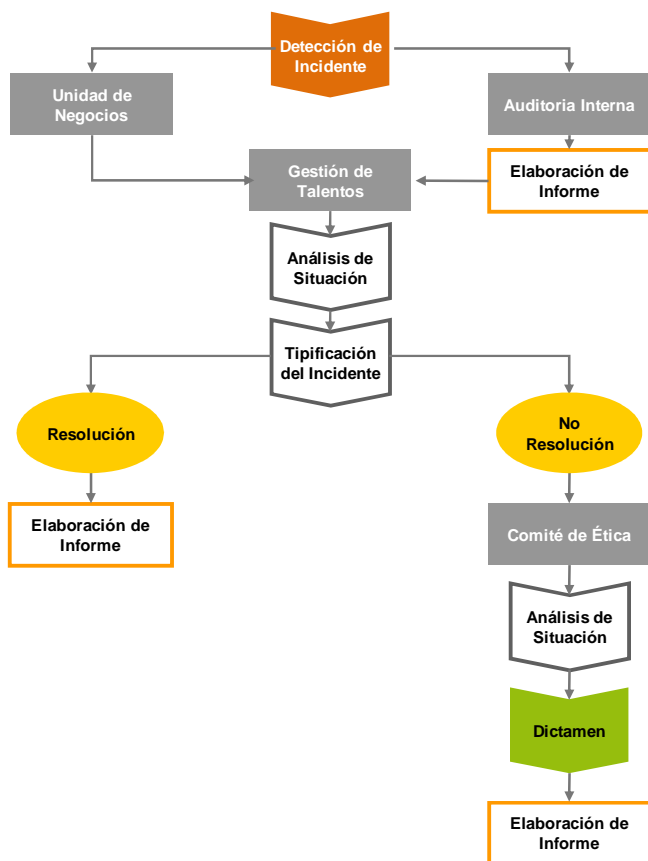 Detección de
Incidente
Unidad de
Negocios
Auditoria Interna
Gestión de
Talentos
Elaboración de
Informe
Análisis de
Situación
Tipificación
del Incidente
Resolución
No
Resolución
Elaboración de
Informe
Comité de Ética
Análisis de
Situación
Dictamen
Elaboración de
Informe